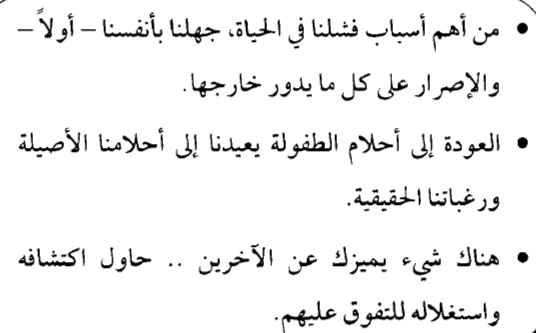 • من أهم أسباب فشلنا في الحياة، جهلنا بأنفسنا – أولاً –
والإصرار على كل ما يدور خارجها.
• العودة إلى أحلام الطفولة يعيدنا إلى أحلامنا الأصيلة
ورغباتنا الحقيقية.
• هناك شيء يميزك عن الآخرين .. حاول اكتشافه
واستغلاله للتفوق عليهم.